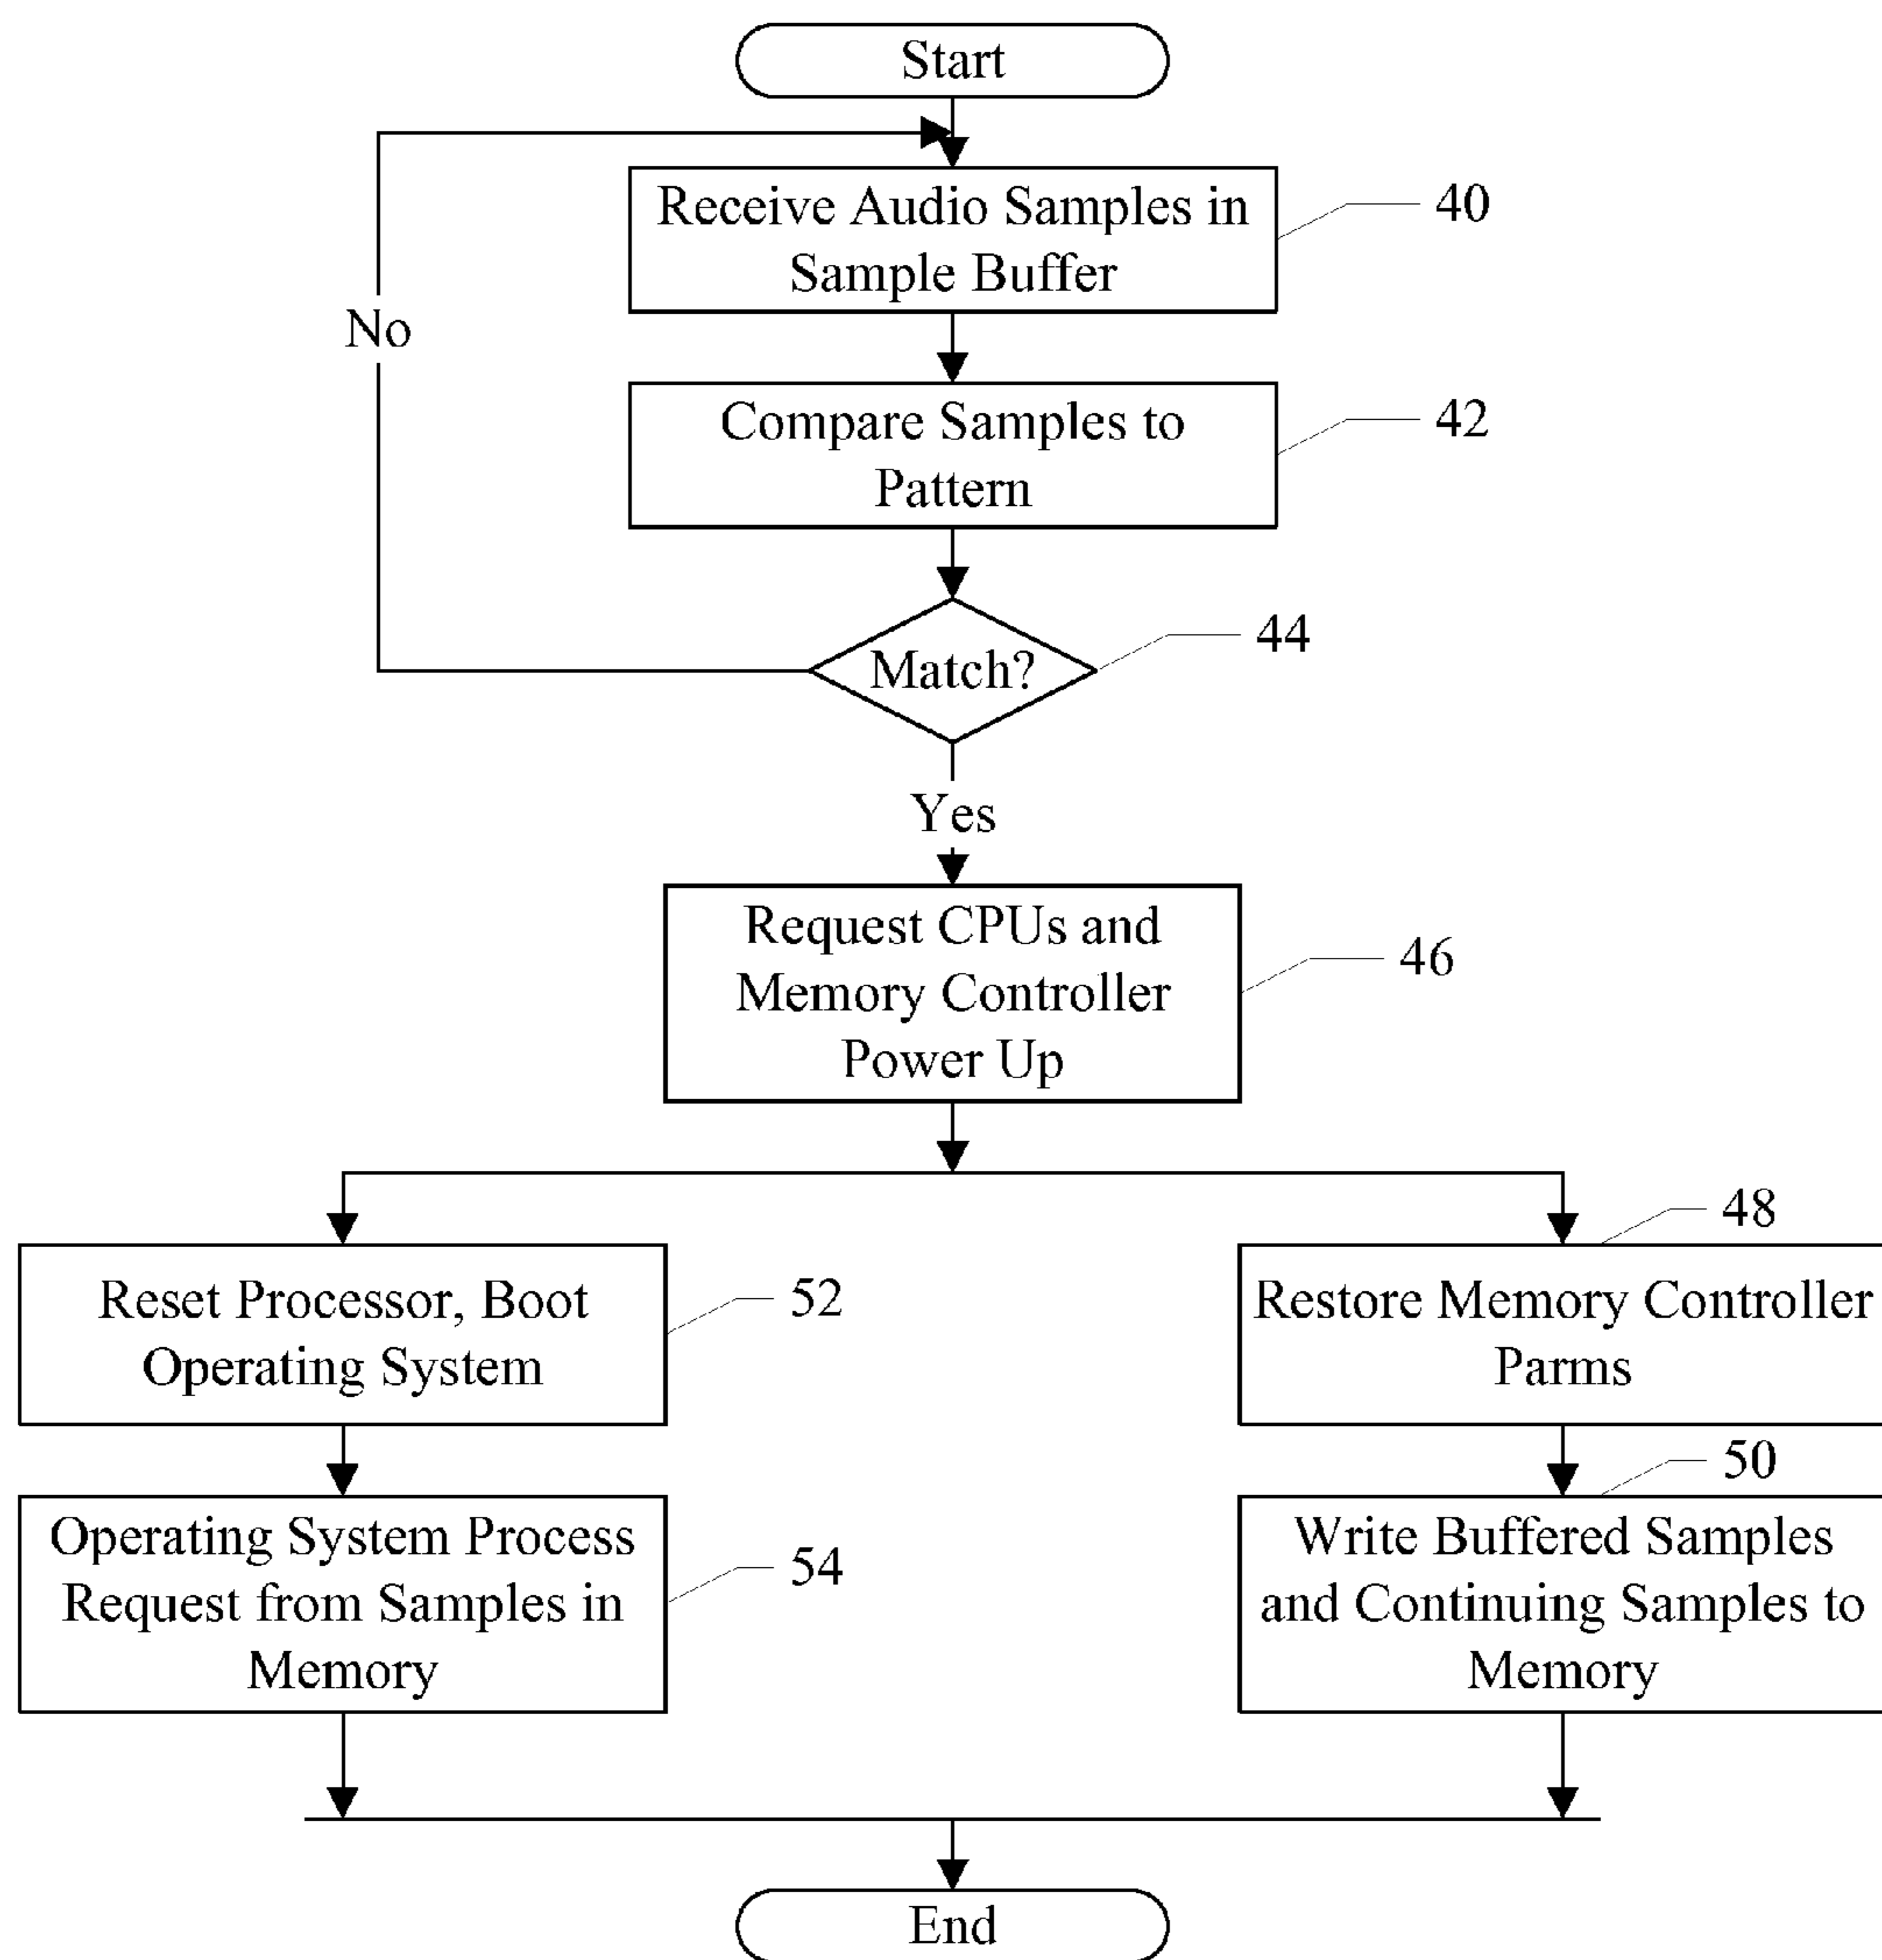 Start
Receive Audio Samples in
Sample Buffer
40
No
Compare Samples to
Pattern
42
Match?
44
Yes
Request CPUs and
Memory Controller
Power Up
46
Reset Processor, Boot
Operating System
52
48
Restore Memory Controller
Parms
Operating System Process
Request from Samples in
Memory
54
50
Write Buffered Samples
and Continuing Samples to
Memory
End